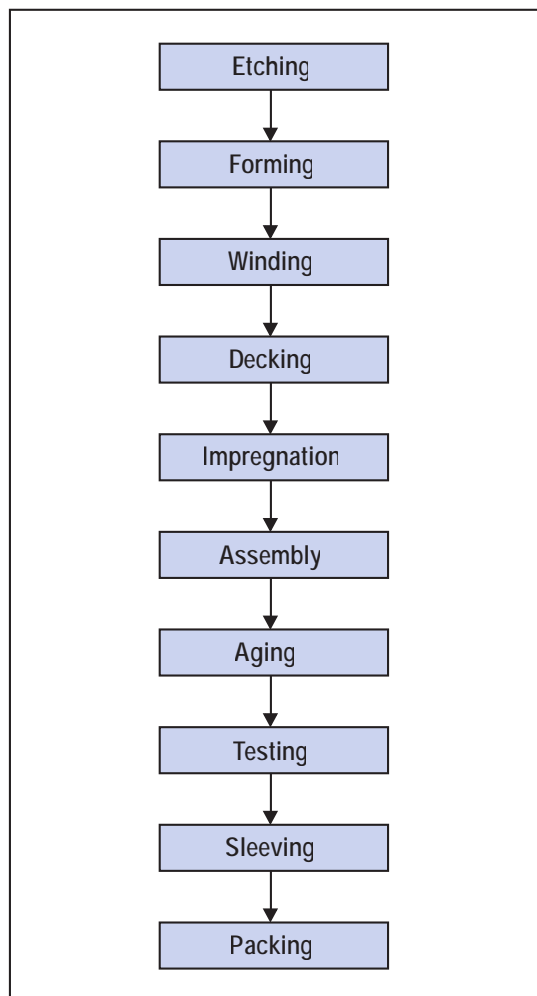 Etching
Forming
Winding
Decking
Impregnation
Assembly
Aging
Testing
Sleeving
Packing